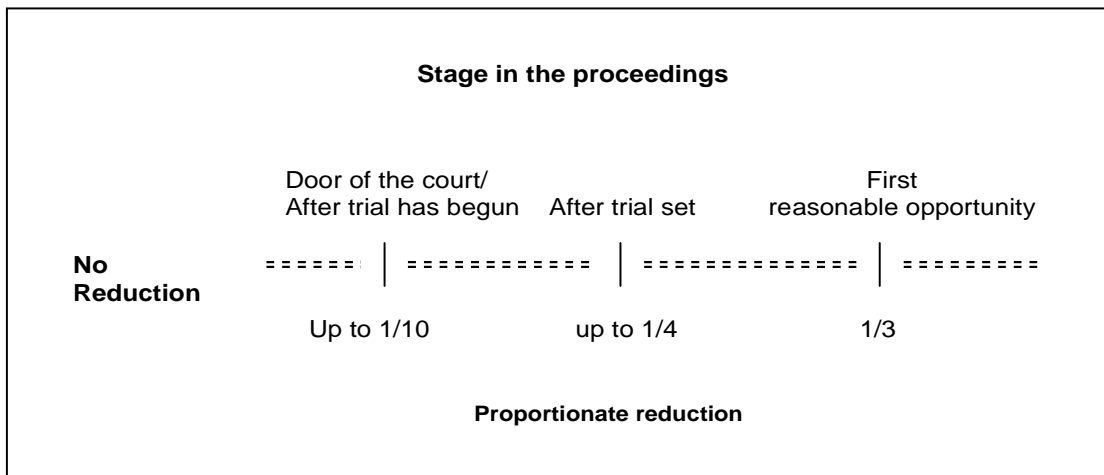 Stage in the proceedings
Door of the court/
After trial has begun
After trial set
First
reasonable opportunity
No
Reduction
Up to 1/10
up to 1/4
1/3
Proportionate reduction